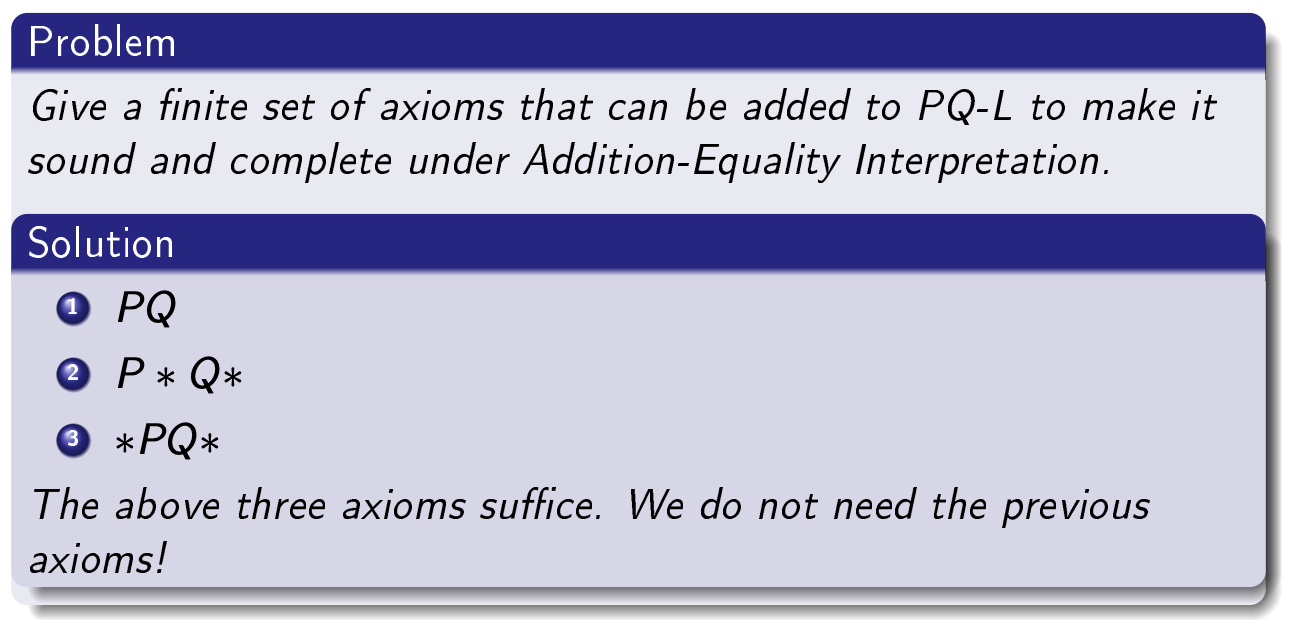 Problem
Give a finite set of axioms that can be added to PQ-L to make it
sound and complete under Addition-Equality Interpretation.
Solution
1 PQ
2 P ∗ Q∗
3 ∗PQ∗
The above three axioms suffice. We do not need the previous
axioms!